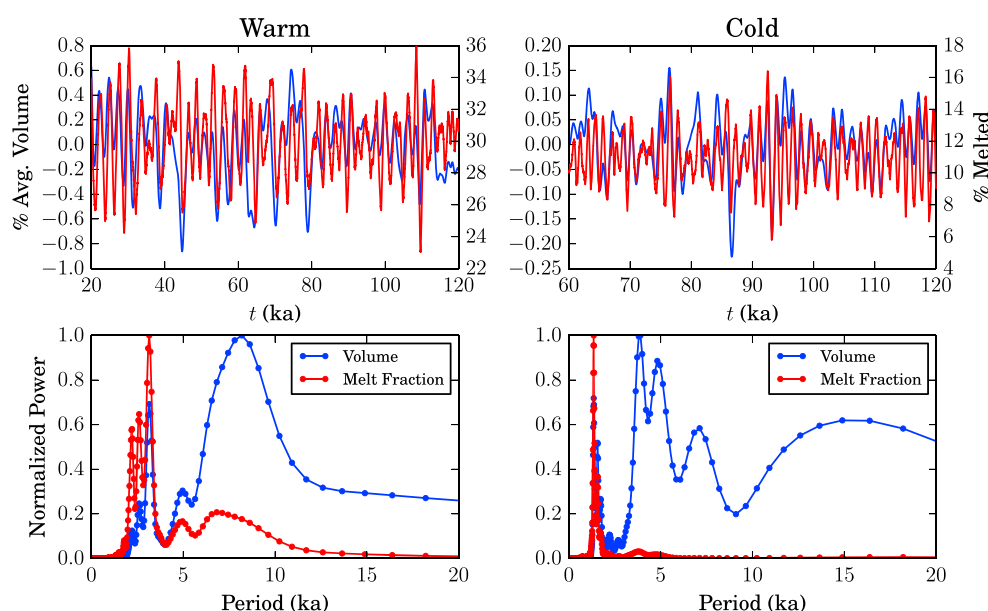 Warm
Cold
0.8
0.6
0.4
0.2
0.0
−0.2
−0.4
−0.6
−0.8
−1.0
% Avg. Volume
36
34
32
30
28
26
24
22
20 40 60 80 100 120
t (ka)
0.20
0.15
0.10
0.05
0.00
−0.05
−0.10
−0.15
−0.20
−0.25
18
16
14
12
10
8
6
4
% Melted
60 70 80 90 100 110 120
t (ka)
1.0
0.8
0.6
0.4
0.2
0.0
Normalized Power
Volume
Melt Fraction
0 5 10 15 20
Period (ka)
1.0
0.8
0.6
0.4
0.2
0.0
Volume
Melt Fraction
0 5 10 15 20
Period (ka)